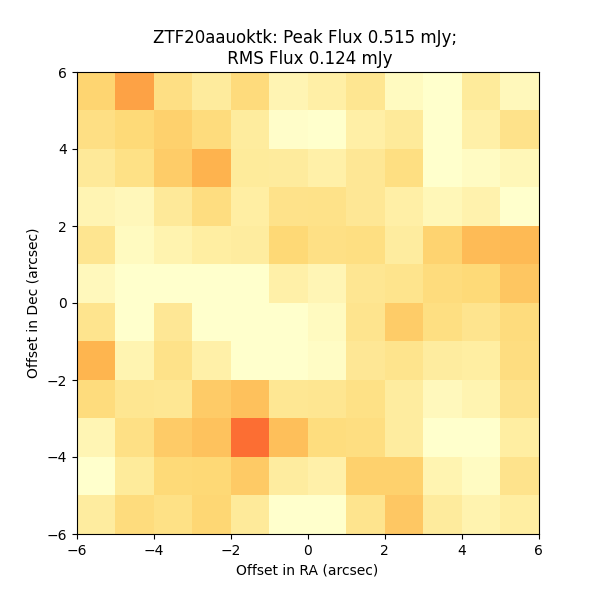 ZTF20aauoktk: Peak Flux 0.515 mJy;
RMS Flux 0.124 mJy
6
4
2
0
−2
−4
−6
Offset in Dec (arcsec)
−6 −4 −2 0 2 4 6
Offset in RA (arcsec)